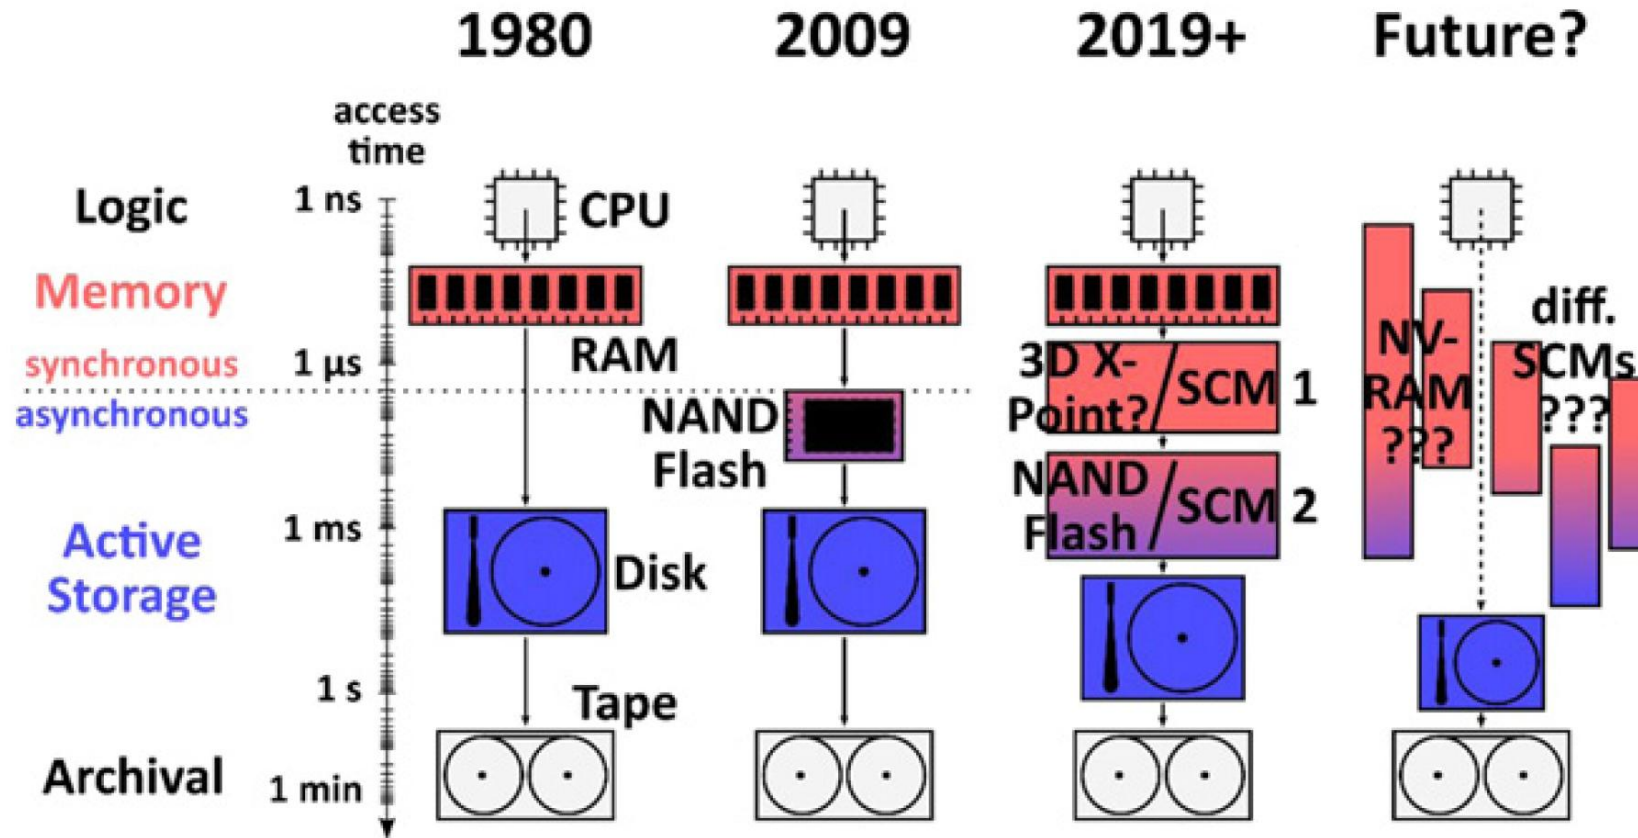 1980
2009
2019+
Future?
access
time
Logic
1 ns
CPU
Memory
synchronous
1 μs
RAM
asynchronous
NAND
Flash
3D X-
Point?
/
SCM 1
NAND
Flash
/
SCM 2
NV-
RAM
???
diff.
SCMs
???
Active
Storage
1 ms
Disk
1 s
Tape
Archival
1 min